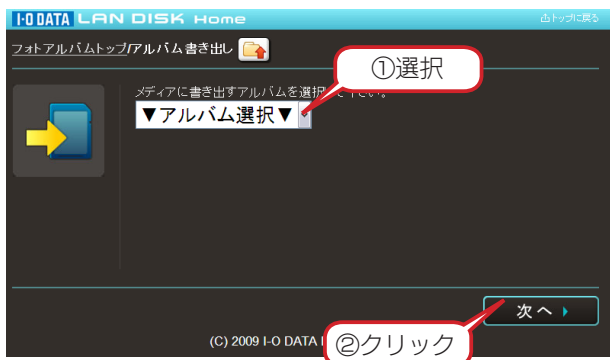 I-O DATA LAN DISK Home
凸トップに戻る
フォトアルバムトップ/アルバム書き出し
①選択
メディアに書き出すアルバムを選択
▼アルバム選択▼
次へ
(C) 2009 I-O DATA
②クリック